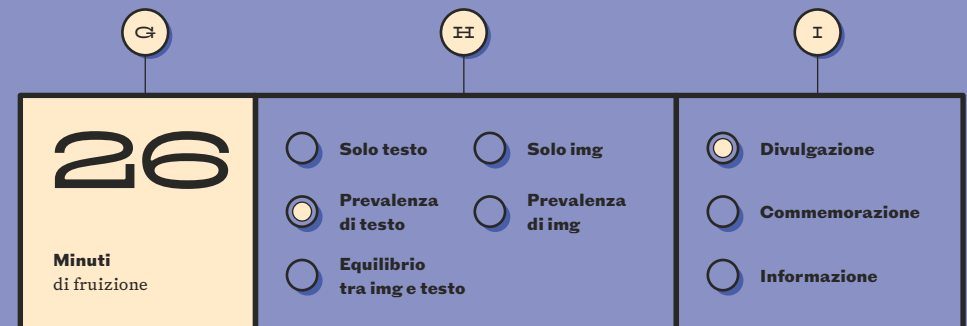 G
H
I
26
Minuti
di fruizione
Solo testo
Solo img
Prevalenza
di testo
Prevalenza
di img
Equilibrio
tra img e testo
Divulgazione
Commemorazione
Informazione